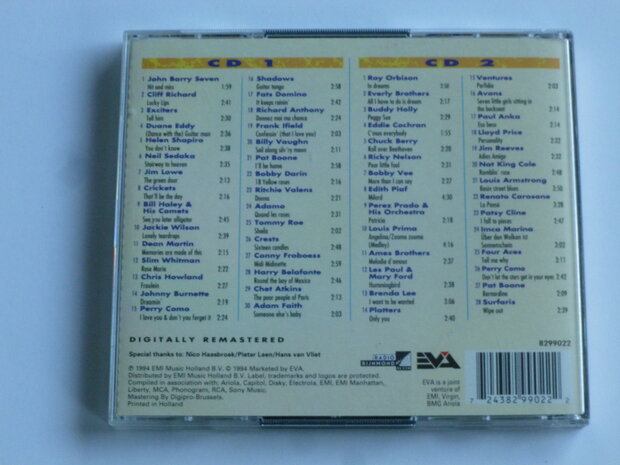 CD 1
1 John Barry Seven
Hit and miss 1:59
2 Cliff Richard
Lucky Lips 2:41
3 Exciters
Tell him 2:30
4 Duane Eddy
(Dance with the) Guitar man 2:36
5 Helen Shapiro
You don't know 2:38
6 Neil Sedaka
Stairway to heaven 2:35
7 Jim Lowe
The green door 2:13
8 Crickets
That'll be the day 2:16
9 Bill Haley &
His Comets
See you later alligator 2:45
10 Jackie Wilson
Lonely teardrops 2:39
11 Dean Martin
Memories are made of this 2:15
12 Slim Whitman
Rose Marie 2:22
13 Chris Howland
Fraulein 2:27
14 Johnny Burnette
Dreamin' 2:19
15 Perry Como
I love you & don't you forget it 2:24
16 Shadows
Guitar tango 2:58
17 Fats Domino
It keeps rainin' 2:42
18 Richard Anthony
Donnez moi ma chance 2:24
19 Frank Ifield
Confessin' (that I love you) 2:03
20 Billy Vaughn
Sail along silv'ry moon 2:11
21 Pat Boone
I'll be home 2:58
22 Bobby Darin
18 Yellow roses 2:16
23 Ritchie Valens
Donna 2:21
24 Adamo
Quand les roses 2:31
25 Tommy Roe
Sheila 2:02
26 Crests
Sixteen candles 2:48
27 Conny Froboess
Midi Midinette 2:59
28 Harry Belafonte
Round the bay of Mexico 2:46
29 Chet Atkins
The poor people of Paris 2:13
30 Adam Faith
Someone else's baby 2:03
CD 2
1 Roy Orbison
In dreams 2:50
2 Everly Brothers
All I have to do is dream 2:17
3 Buddy Holly
Peggy Sue 2:29
4 Eddie Cochran
C'mon everybody 1:55
5 Chuck Berry
Roll over Beethoven 2:20
6 Ricky Nelson
Poor little fool 2:31
7 Bobby Vee
More than I can say 2:27
8 Edith Piaf
Milord 4:30
9 Perez Prado &
His Orchestra
Patricia 2:18
10 Louis Prima
Angelina/Zooma zooma
(Medley) 4:16
11 Ames Brothers
Melodie d'amour 2:37
12 Les Paul &
Mary Ford
Hummingbird 2:38
13 Brenda Lee
I want to be wanted 3:06
14 Platters
Only you 2:40
15 Ventures
Perfidia 2:03
16 Avons
Seven little girls sitting in
the backseat 2:14
17 Paul Anka
Eso beso 2:14
18 Lloyd Price
Personality 2:22
19 Jim Reeves
Adios Amigo 2:32
20 Nat King Cole
Ramblin' rose 2:48
21 Louis Armstrong
Basin street blues 2:50
22 Renato Carosone
La Panse 2:38
23 Patsy Cline
I fall to pieces 2:47
24 Imca Marina
Über den Wolken ist
Sonnenschein 3:02
25 Four Aces
Tell me why 3:11
26 Perry Como
Don't let the stars get in your eyes 2:42
27 Pat Boone
Bernardine 2:09
28 Surfaris
Wipe out 2:39
DIGITALLY REMASTERED
8299022
Special thanks to: Nico Haasbroek/Pieter Leen/Hans van Vliet
℗ 1994 EMI Music Holland B.V. © 1994 Marketed by EVA.
Distributed by EMI Music Holland B.V. Label, trademarks and logos are protected.
Compiled in association with: Ariola, Capitol, Disky, Electrola, EMI, EMI Manhattan,
Liberty, MCA, Phonogram, RCA, Sony Music.
Mastering By Digipro-Brussels.
Printed in Holland
RADIO
RIJNMOND
EVA
EVA is a joint
venture of
EMI, Virgin,
BMG Ariola
7 24382 99022 2